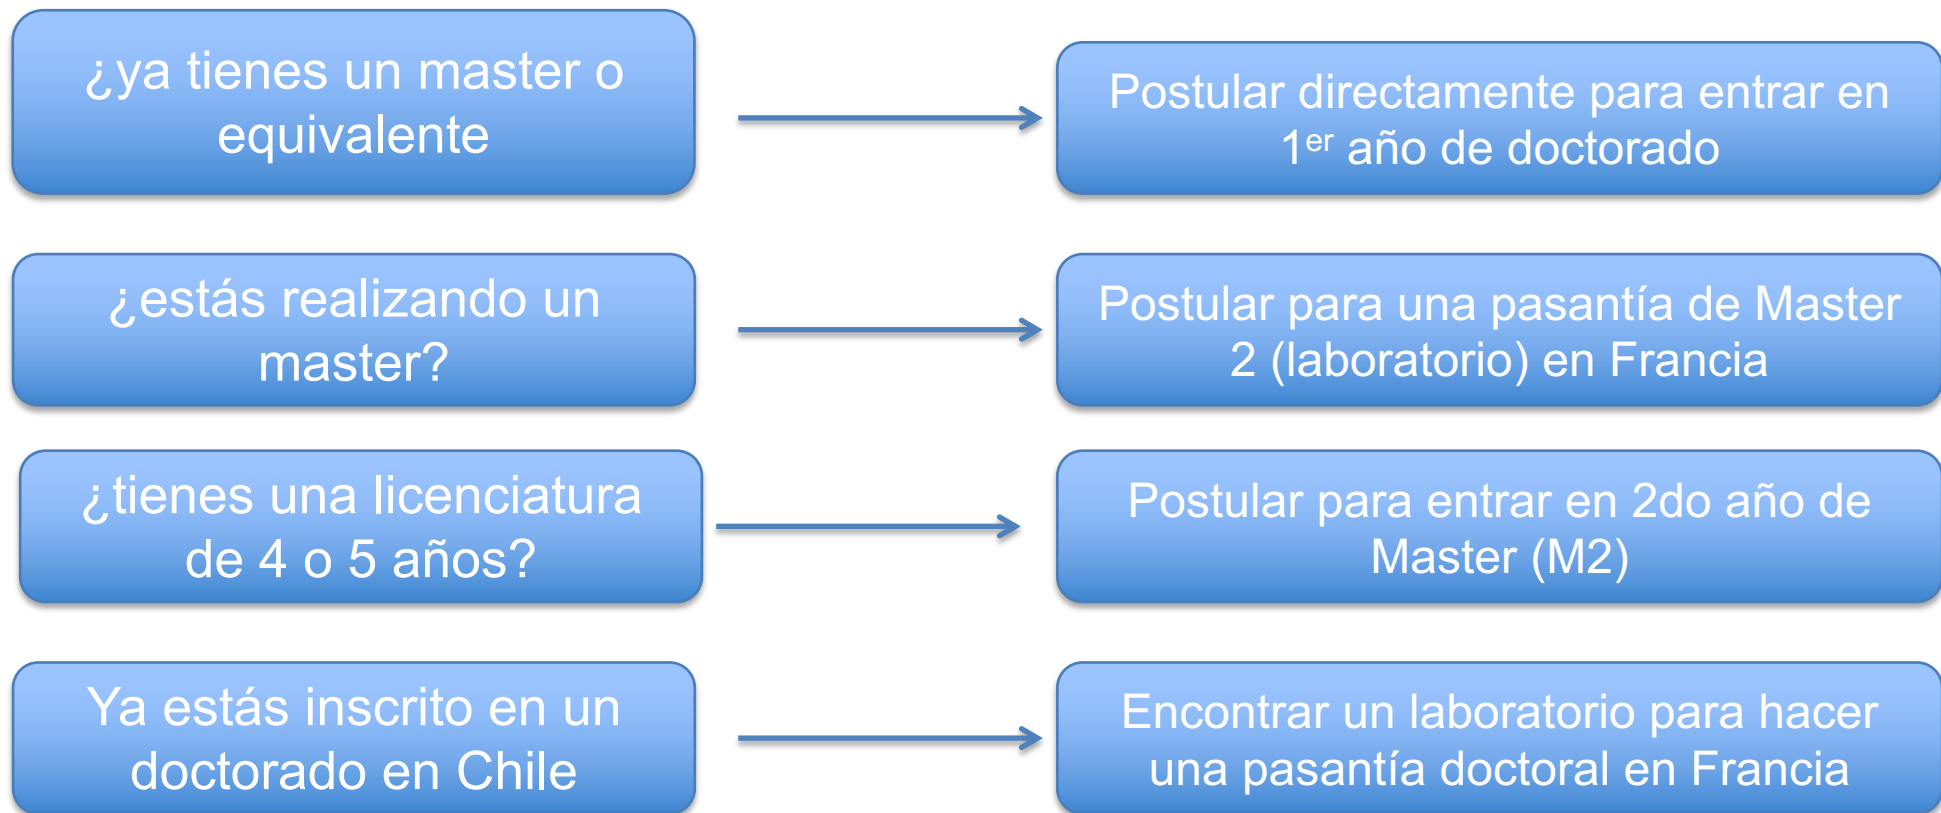 ¿ya tienes un master o
equivalente
Postular directamente para entrar en
1er año de doctorado
¿estás realizando un
master?
Postular para una pasantía de Master
2 (laboratorio) en Francia
¿tienes una licenciatura
de 4 o 5 años?
Postular para entrar en 2do año de
Master (M2)
Ya estás inscrito en un
doctorado en Chile
Encontrar un laboratorio para hacer
una pasantía doctoral en Francia